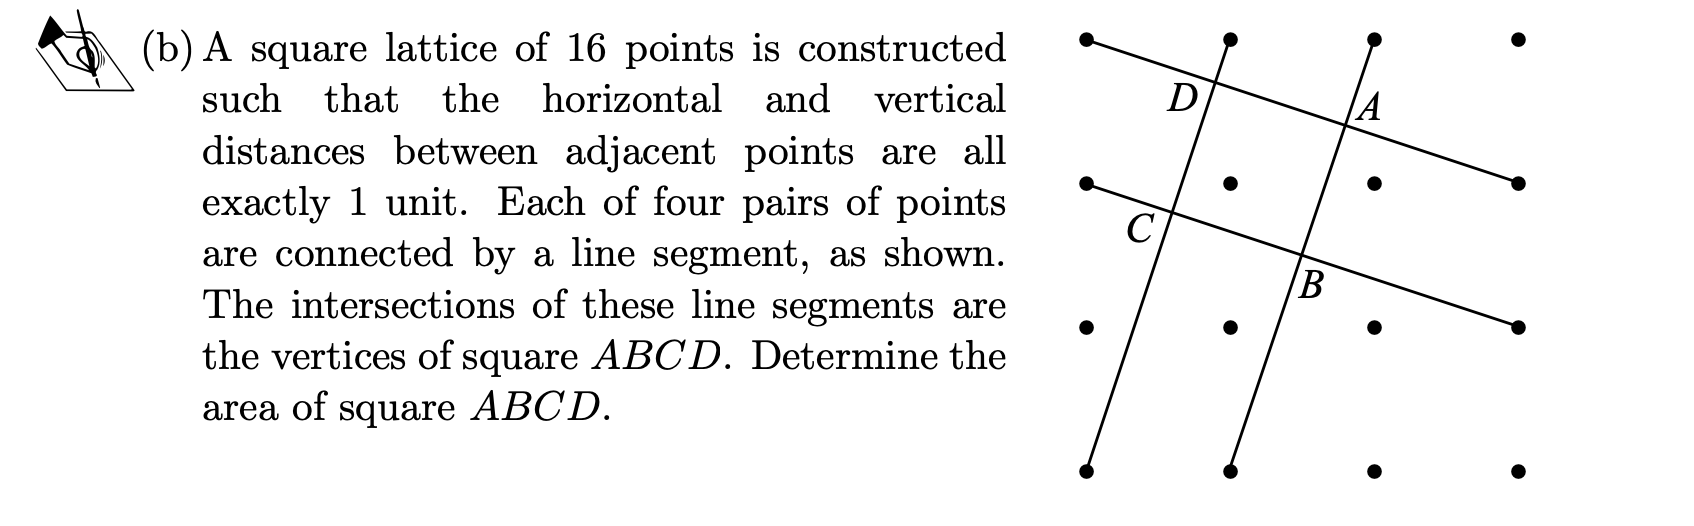 (b) A square lattice of 16 points is constructed
such that the horizontal and vertical
distances between adjacent points are all
exactly 1 unit. Each of four pairs of points
are connected by a line segment, as shown.
The intersections of these line segments are
the vertices of square ABCD. Determine the
area of square ABCD.
D
A
C
B